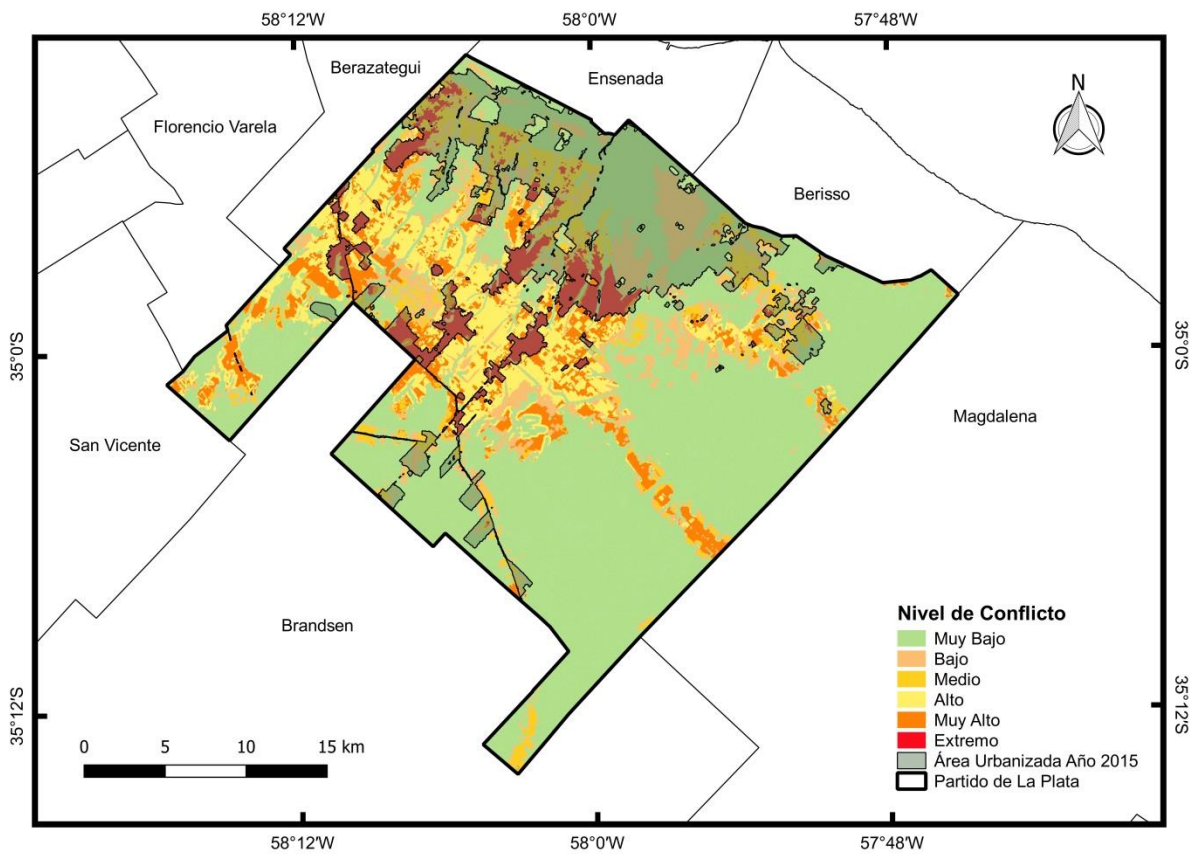 58°12'W
58°0'W
57°48'W
Berazategui
Ensenada
N
Florencio Varela
Berisso
35°0'S
35°0'S
Magdalena
San Vicente
Brandsen
Nivel de Conflicto
Muy Bajo
Bajo
Medio
Alto
Muy Alto
Extremo
Área Urbanizada Año 2015
Partido de La Plata
35°12'S
35°12'S
0 5 10 15 km
58°12'W
58°0'W
57°48'W